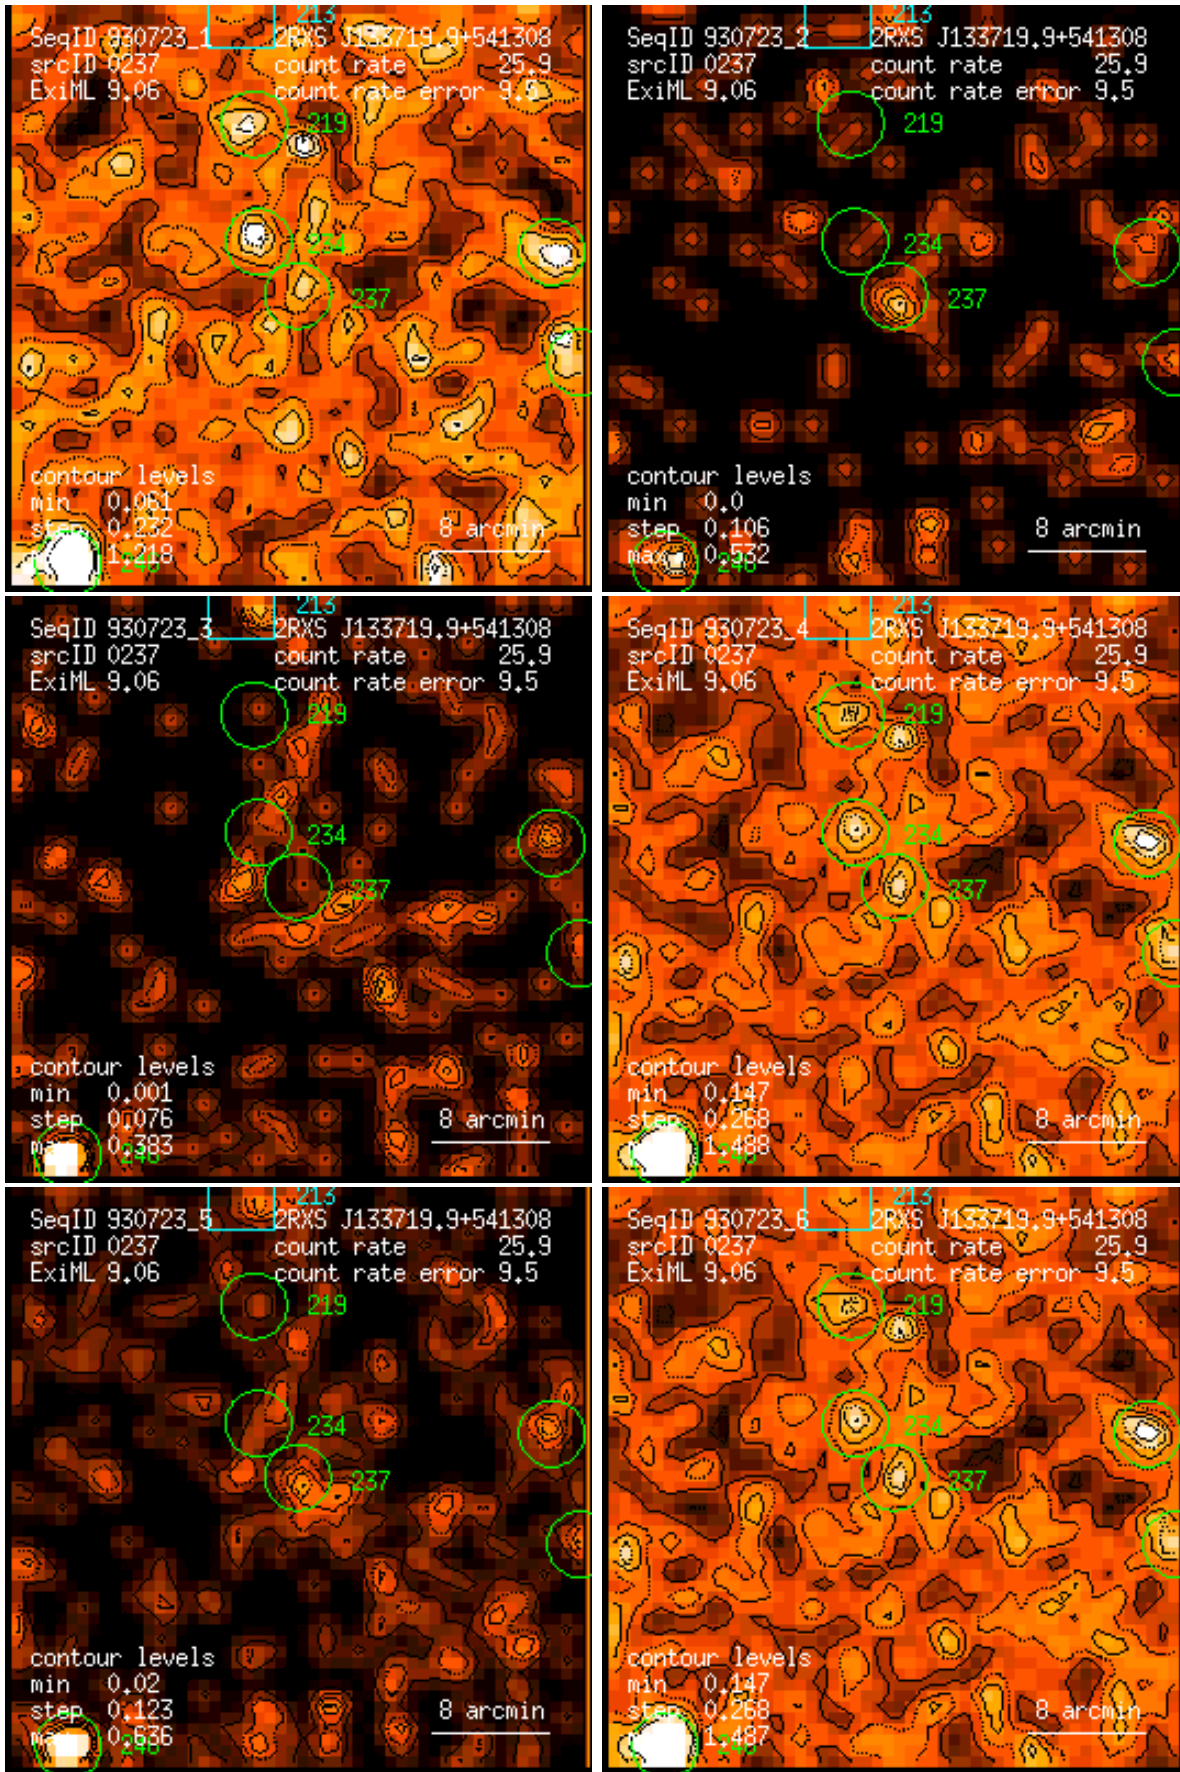 213
SeqID 930723_1 2RXS J133719.9+541308
srcID 0237 count rate 25.9
ExiML 9.06 count rate error 9.5
219
234
237
contour levels
min 0.061
step 0.232
1.218 8 arcmin
248
213
SeqID 930723_2 2RXS J133719.9+541308
srcID 0237 count rate 25.9
ExiML 9.06 count rate error 9.5
219
234
237
contour levels
min 0.0
step 0.106 8 arcmin
max 0.532
248
213
SeqID 930723_3 2RXS J133719.9+541308
srcID 0237 count rate 25.9
ExiML 9.06 count rate error 9.5
219
234
237
contour levels
min 0.001
step 0.076 8 arcmin
max 0.383
248
213
SeqID 930723_4 2RXS J133719.9+541308
srcID 0237 count rate 25.9
ExiML 9.06 count rate error 9.5
219
234
237
contour levels
min 0.147
step 0.268 8 arcmin
1.488
248
213
SeqID 930723_5 2RXS J133719.9+541308
srcID 0237 count rate 25.9
ExiML 9.06 count rate error 9.5
219
234
237
contour levels
min 0.02
step 0.123 8 arcmin
max 0.636
248
213
SeqID 930723_6 2RXS J133719.9+541308
srcID 0237 count rate 25.9
ExiML 9.06 count rate error 9.5
219
234
237
contour levels
min 0.147
step 0.268 8 arcmin
1.487
248